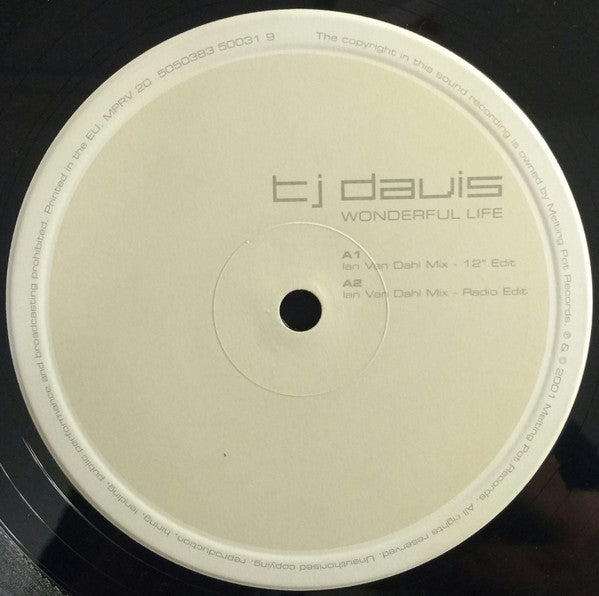 tj davis
WONDERFUL LIFE
A1
Ian Van Dahl Mix - 12" Edit
A2
Ian Van Dahl Mix - Radio Edit
The copyright in this sound recording is owned by Melting Pot Records. ℗ & © 2001 Melting Pot Records. All rights reserved. Unauthorised copying, reproduction, hiring, lending, public performance and broadcasting prohibited. Printed in the EU. MPRV 20 5050383 50031 9